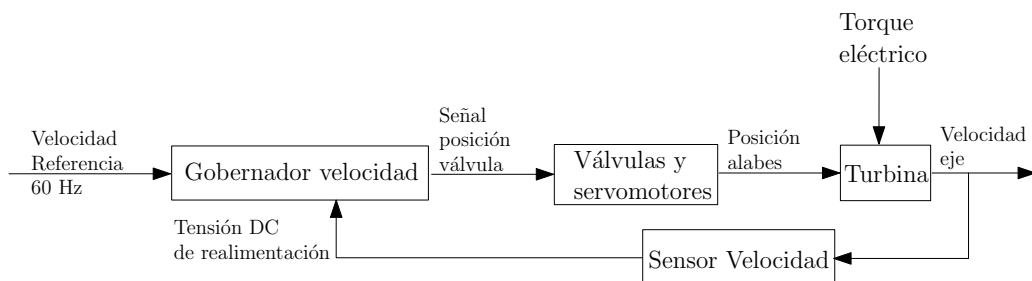 Torque
eléctrico
Velocidad
Referencia
60 Hz
Gobernador velocidad
Señal
posición
válvula
Válvulas y
servomotores
Posición
alabes
Turbina
Velocidad
eje
Tensión DC
de realimentación
Sensor Velocidad